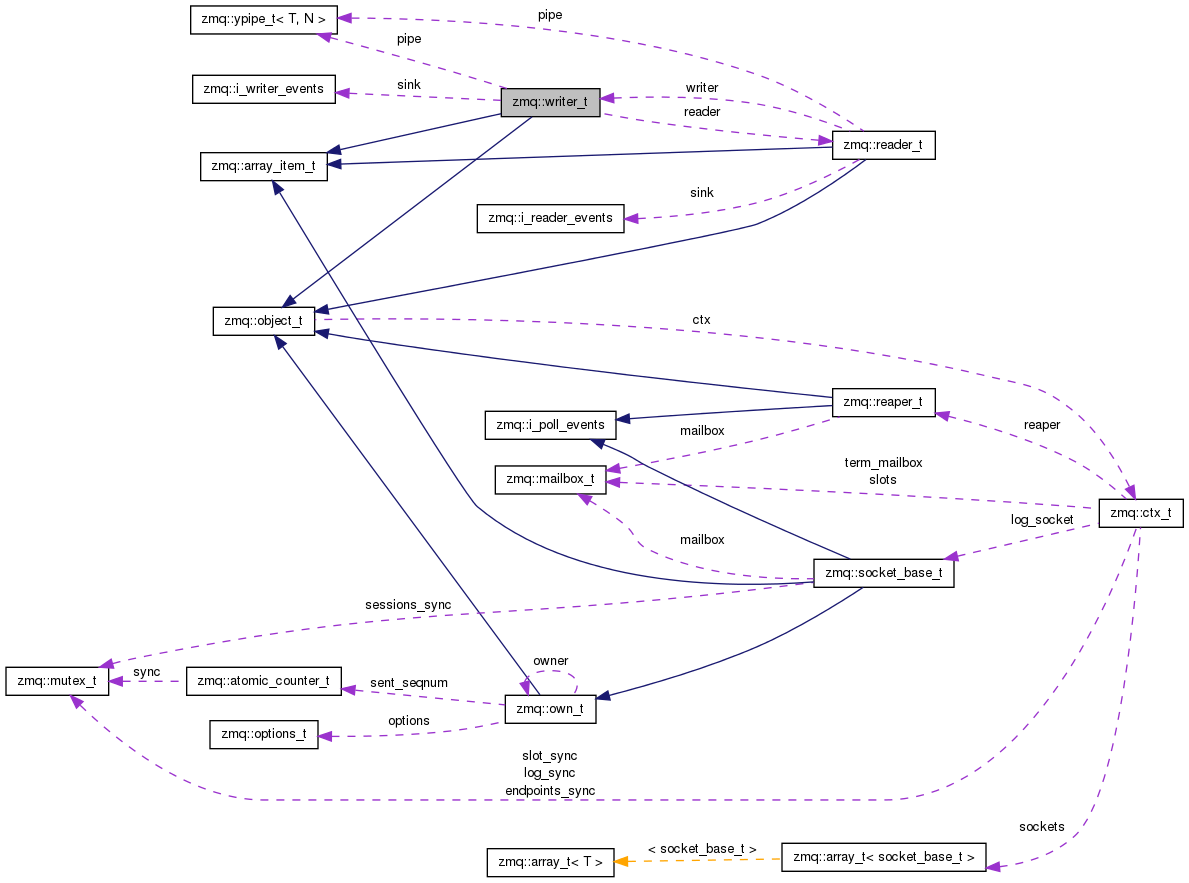 pipe
zmq::ypipe_t< T, N >
pipe
zmq::i_writer_events
sink
zmq::writer_t
writer
reader
zmq::reader_t
zmq::array_item_t
sink
zmq::i_reader_events
zmq::object_t
ctx
zmq::reaper_t
zmq::i_poll_events
mailbox
reaper
term_mailbox
slots
zmq::mailbox_t
zmq::ctx_t
log_socket
mailbox
zmq::socket_base_t
sessions_sync
owner
sync
zmq::mutex_t
zmq::atomic_counter_t
sent_seqnum
zmq::own_t
options
zmq::options_t
slot_sync
log_sync
endpoints_sync
sockets
< socket_base_t >
zmq::array_t< T >
zmq::array_t< socket_base_t >